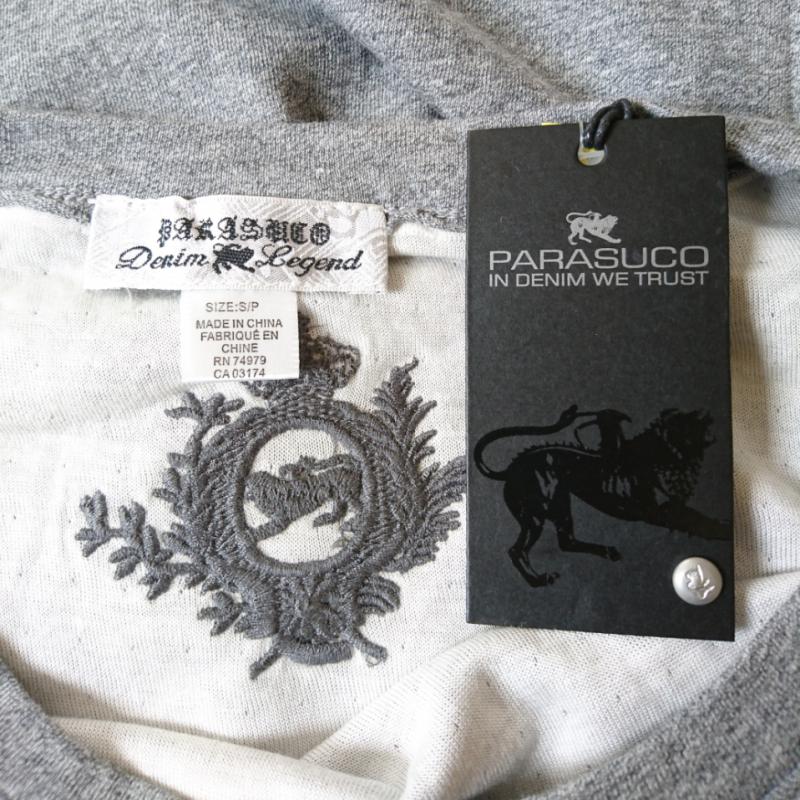 PARASUCO
Denim Legend
SIZE:S/P
MADE IN CHINA
FABRIQUÉ EN
CHINE
RN 74979
CA 03174
PARASUCO
IN DENIM WE TRUST